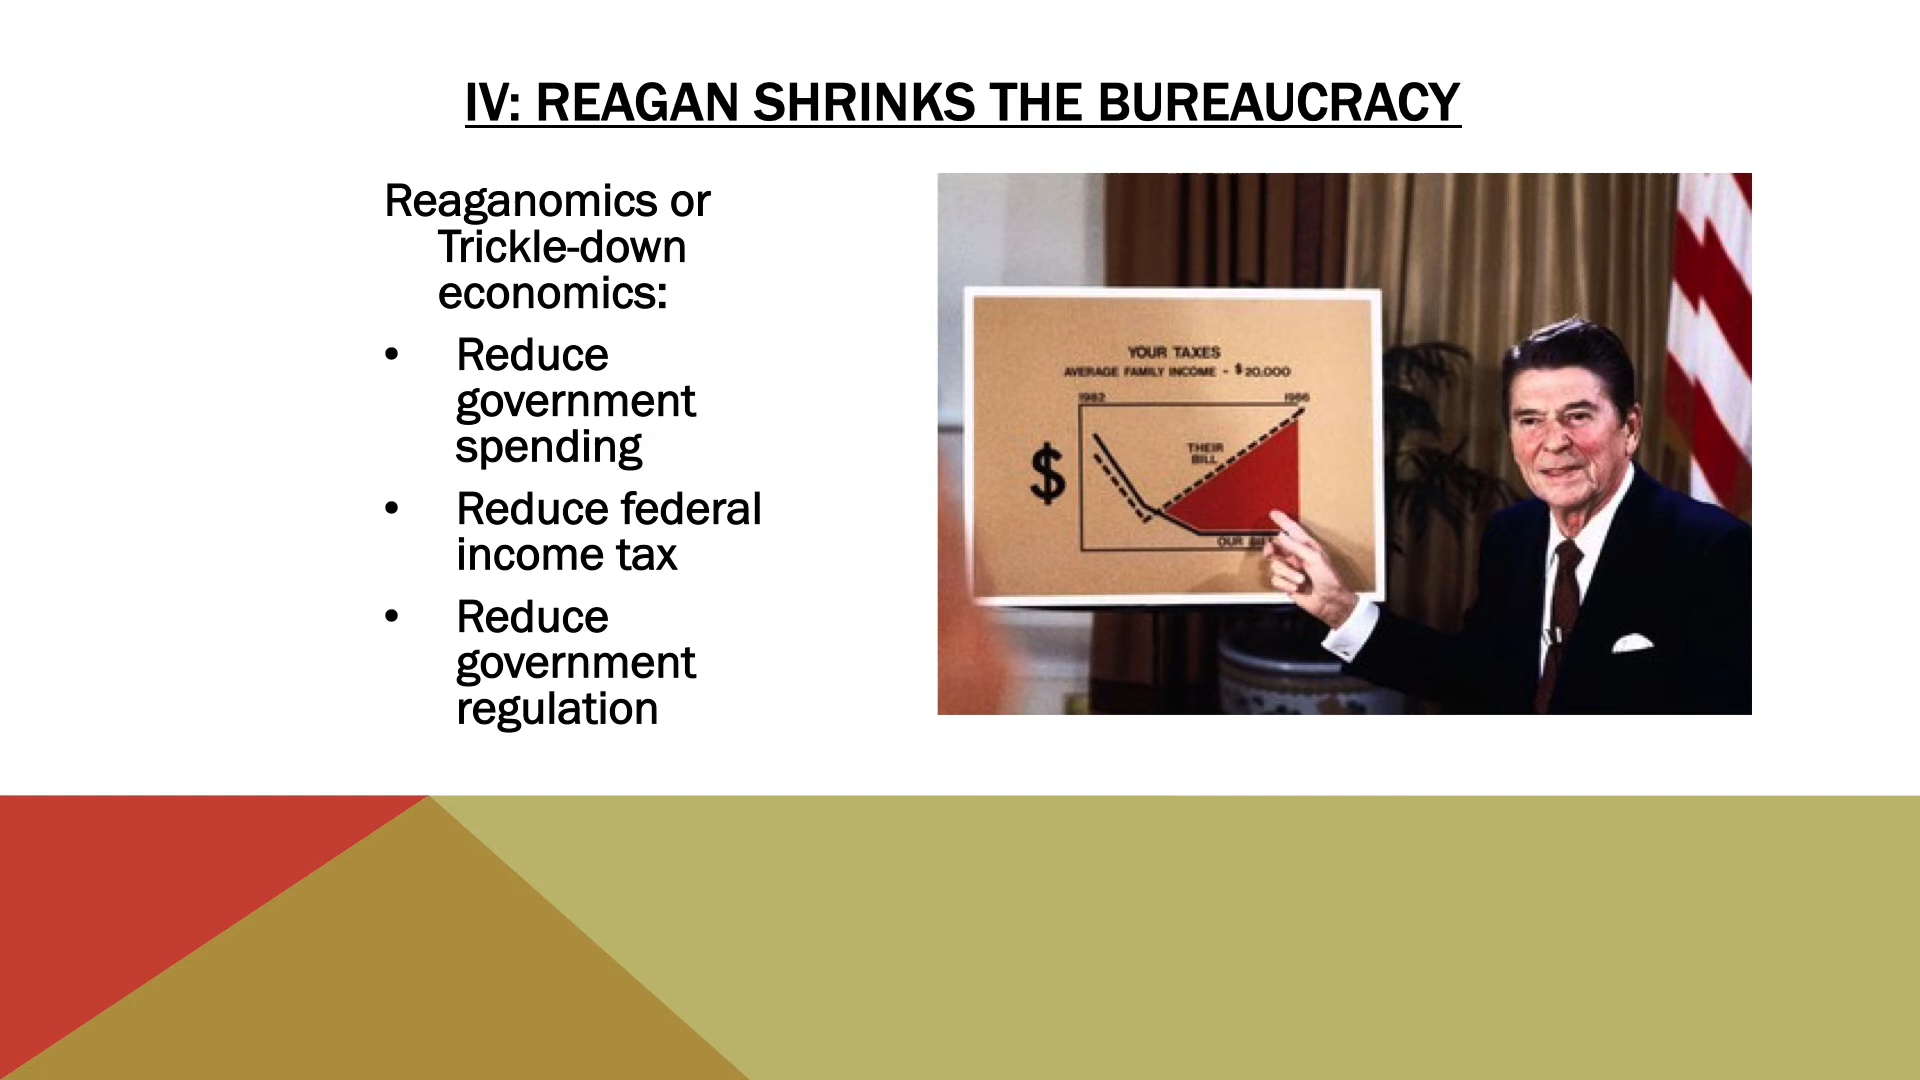 IV: REAGAN SHRINKS THE BUREAUCRACY
Reaganomics or
Trickle-down
economics:
• Reduce
government
spending
• Reduce federal
income tax
• Reduce
government
regulation
YOUR TAXES
AVERAGE FAMILY INCOME - $20,000
1982 1986
THEIR
BILL
$
OUR